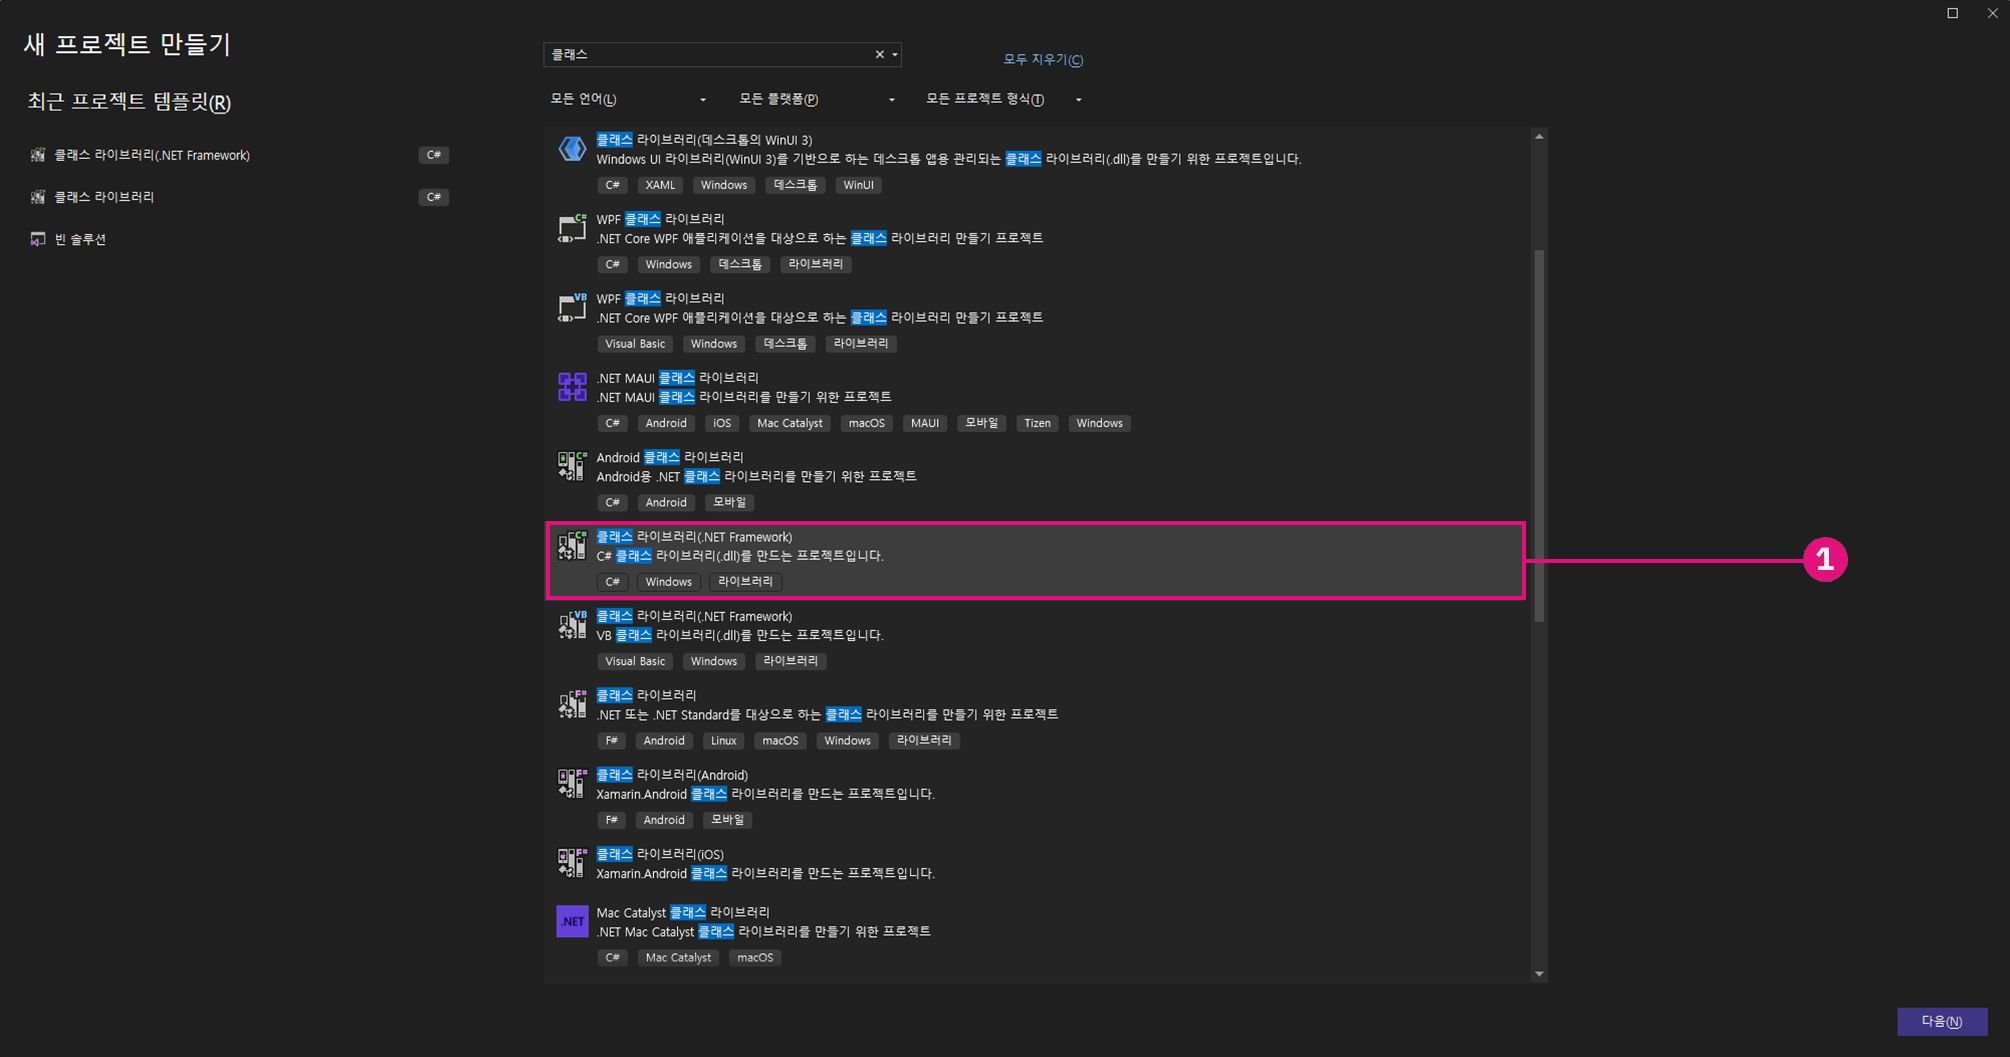 새 프로젝트 만들기
최근 프로젝트 템플릿(R)
클래스 라이브러리(.NET Framework) C#
클래스 라이브러리 C#
빈 솔루션
클래스
모두 지우기(C)
모든 언어(L) 모든 플랫폼(P) 모든 프로젝트 형식(T)
클래스 라이브러리(데스크톱의 WinUI 3)
Windows UI 라이브러리(WinUI 3)를 기반으로 하는 데스크톱 앱용 관리되는 클래스 라이브러리(.dll)를 만들기 위한 프로젝트입니다.
C# XAML Windows 데스크톱 WinUI
C#
WPF 클래스 라이브러리
.NET Core WPF 애플리케이션을 대상으로 하는 클래스 라이브러리 만들기 프로젝트
C# Windows 데스크톱 라이브러리
VB
WPF 클래스 라이브러리
.NET Core WPF 애플리케이션을 대상으로 하는 클래스 라이브러리 만들기 프로젝트
Visual Basic Windows 데스크톱 라이브러리
.NET MAUI 클래스 라이브러리
.NET MAUI 클래스 라이브러리를 만들기 위한 프로젝트
C# Android iOS Mac Catalyst macOS MAUI 모바일 Tizen Windows
C#
Android 클래스 라이브러리
Android용 .NET 클래스 라이브러리를 만들기 위한 프로젝트
C# Android 모바일
C#
클래스 라이브러리(.NET Framework)
C# 클래스 라이브러리(.dll)를 만드는 프로젝트입니다.
C# Windows 라이브러리
1
VB
클래스 라이브러리(.NET Framework)
VB 클래스 라이브러리(.dll)를 만드는 프로젝트입니다.
Visual Basic Windows 라이브러리
F#
클래스 라이브러리
.NET 또는 .NET Standard를 대상으로 하는 클래스 라이브러리를 만들기 위한 프로젝트
F# Android Linux macOS Windows 라이브러리
F#
클래스 라이브러리(Android)
Xamarin.Android 클래스 라이브러리를 만드는 프로젝트입니다.
F# Android 모바일
F#
클래스 라이브러리(iOS)
Xamarin.Android 클래스 라이브러리를 만드는 프로젝트입니다.
.NET
Mac Catalyst 클래스 라이브러리
.NET Mac Catalyst 클래스 라이브러리를 만들기 위한 프로젝트
C# Mac Catalyst macOS
다음(N)